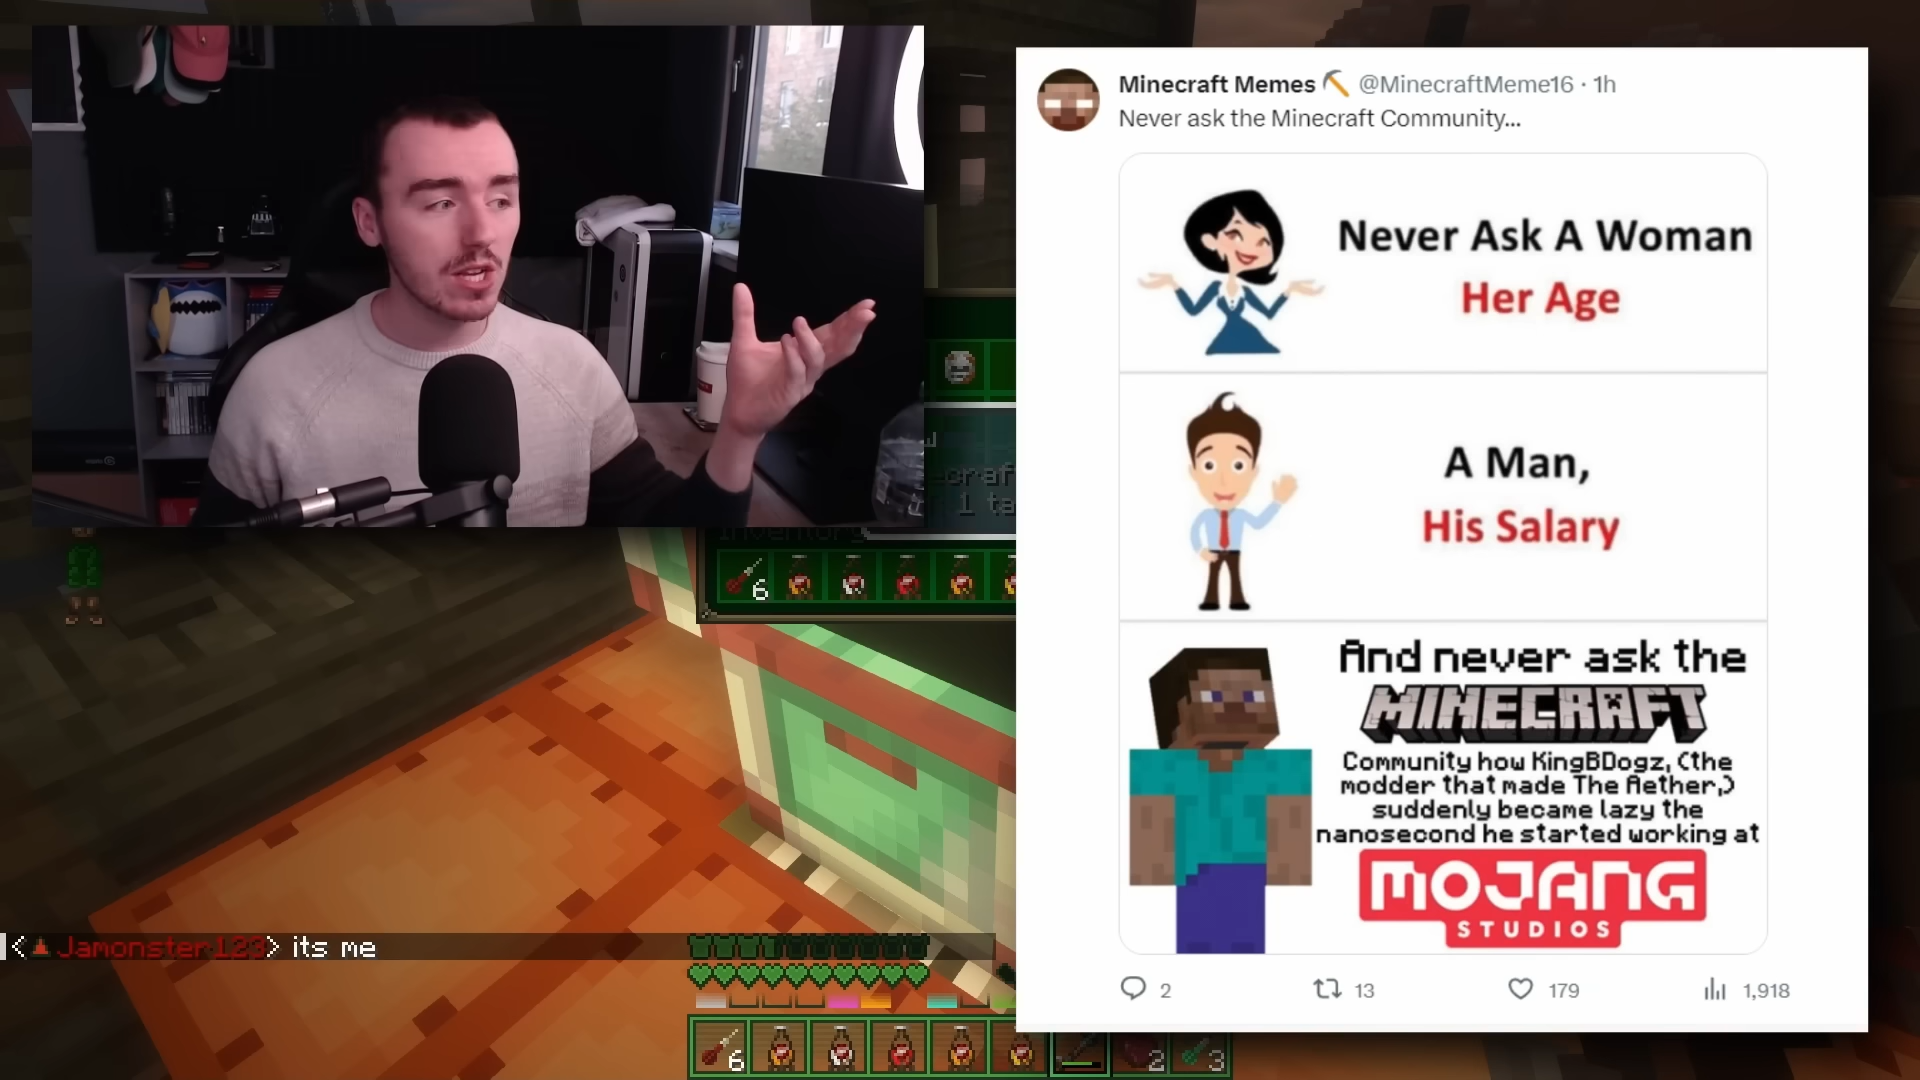 Minecraft Memes @MinecraftMeme16 · 1h
Never ask the Minecraft Community...
Never Ask A Woman
Her Age
A Man,
His Salary
And never ask the
MINECRAFT
Community how KingBDogz, (the
modder that made The Aether,)
suddenly became lazy the
nanosecond he started working at
MOJANG
STUDIOS
2
13
179
1,918
Inventory
6
<Jamonster123> its me
6
2
3